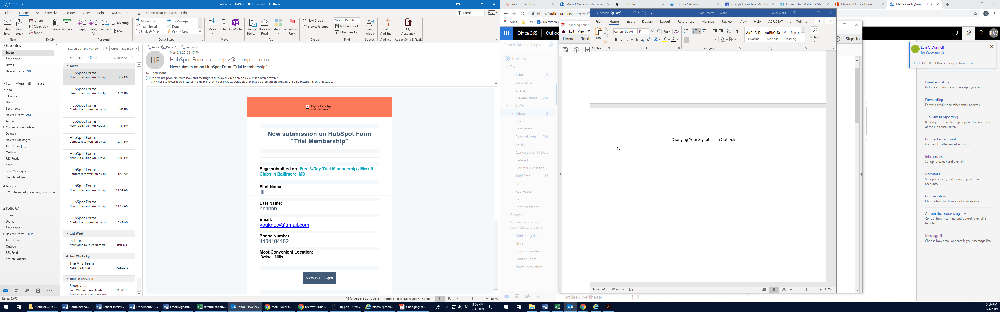 Inbox - kwells@merrittclubs.com - Outlook
File Home Send / Receive Folder View Help ADOBE PDF Tell me what you want to do
Coming Soon Off
New Email New Items
Ignore
Clean Up
Junk
Delete Archive
Reply Reply All Forward
Meeting
More
Move to: ?
Team Email
Reply & Delete
To Manager
Done
Create New
Move Rules OneNote
Assign Policy Unread/ Read Categorize Follow Up
New Group
Browse Groups
Search People
Address Book
Filter Email
Read Aloud
Get Add-ins
My Account
New Delete Respond Quick Steps Move Tags Groups Find Speech Add-ins Adobe Send & Track
Favorites
Inbox
Sent Items
Drafts
Deleted Items 281
kwells@merrittclubs.com
Inbox
Events
Drafts
Sent Items
Deleted Items 281
Archive
Conversation History
Deleted
Deleted Messages
Junk Email [13]
Outbox
RSS Feeds
Sent
Sent Messages
Search Folders
Groups
You have not joined any groups yet
Kelly W
Inbox
Drafts
Sent Items
Deleted Items 1605
Junk Email
Outbox
RSS Feeds
Search Folders
Items: 3,675
Search Current Mailbox Current Mailbox
Focused Other By Date
Today
HubSpot Forms
New submission on HubSp... 3:17 PM
HubSpot Forms
New submission on HubSp... 2:26 PM
HubSpot Forms
Contact reconversion by su... 1:42 PM
HubSpot Forms
New submission on HubSp... 1:41 PM
HubSpot Forms
Contact reconversion by su... 12:11 PM
HubSpot Forms
New submission on HubSp... 12:09 PM
HubSpot Forms
Contact reconversion by su... 11:55 AM
HubSpot Forms
New submission on HubSp... 11:54 AM
HubSpot Forms
New submission on HubSp... 11:17 AM
HubSpot Forms
Contact reconversion by su... 10:47 AM
Last Week
Instagram
New login to Instagram fro... Thu 1/31
Two Weeks Ago
The VTS Team
Hello from VTS! 1/26/2019
Three Weeks Ago
Smartsheet
Free Webinar: Accelerate Te... 1/18/2019
Team members can now use
Reply Reply All Forward
Mon 2/4/2019 3:17 PM
HF
HubSpot Forms <noreply@hubspot.com>
New submission on HubSpot Form "Trial Membership"
To newshape
If there are problems with how this message is displayed, click here to view it in a web browser.
Click here to download pictures. To help protect your privacy, Outlook prevented automatic download of some pictures in this message.
Right-click or tap
and hold here t
New submission on HubSpot Form
"Trial Membership"
Page submitted on: Free 3-Day Trial Membership - Merritt
Clubs in Baltimore, MD
First Name:
iiiiii
Last Name:
nnnnnn
Email:
youknow@gmail.com
Phone Number:
4104104102
Most Convenient Location:
Owings Mills
View in HubSpot
All folders are up to date. Connected to: Microsoft Exchange 100%
General Club I... Container co... Tenant Intervi... Document2 - ... Email Signatu... referral_report... Inbox - kwells... Mail - kwells... Merritt Clubs ... Support - Offi... https://prod0... Changing Yo...
3:56 PM
2/4/2019
Reports dashboard Merritt News and Activities Hootsuite Login - Medallia Google Calendar - March 2 Fitness That Matters - Merr Microsoft Office Home Mail - kwells@merrittcl
https://outlook.office.com/owa/?
Apps Dell Merritt New
Office 365 Outloo
KW
Search Mail and People
Folders
Favorites
Inbox 2
Sent Items
Drafts
Deleted Items 281
Kelly Wells
Inbox 2
Drafts
Sent Items
Deleted Items 281
Archive
Conversation History
Deleted
Deleted Messages
Junk Email 13
Notes
RSS Feeds
Sent
Sent Messages
Groups
Here are some groups
you might want to join:
MarketingMeetin
GMS
Towson Leadersh
Canton Team
Ignite Innovation
Kathleen Werkheiser
Changing Your Si
File Edit View W
Home Tools
Sign In
AutoSave Off Document2 - Word Kelly Wells
File Home Insert Design Layout References Mailings Review View Help ACROBAT Tell me
Paste
Calibri (Body) 11
AaBbCcDc AaBbCcDc AaBbCc
¶ Normal ¶ No Spac... Heading 1
Editing
Clipboard Font Paragraph Styles
Changing Your Signature in Outlook
1.
Page 4 of 4 95 words 116%
LO
Lori O'Donnell
Re: Container x3
Hey Kelly! I'll get this out for you tomorrow...
Email signature
Include a signature on messages you send.
Forwarding
Forward email to another email address.
Junk email reporting
Report junk email to help improve the accuracy
of the junk email filter.
Connected accounts
Connect to other email accounts.
Inbox rules
Set up rules to handle email.
Accounts
Set up, connect, and manage your email
accounts.
Conversations
Choose how to show email conversations.
Automatic processing - Mail
Control how incoming and outgoing email is
handled.
Message list
Choose how email appears in your message list.
3:56 PM
2/4/2019